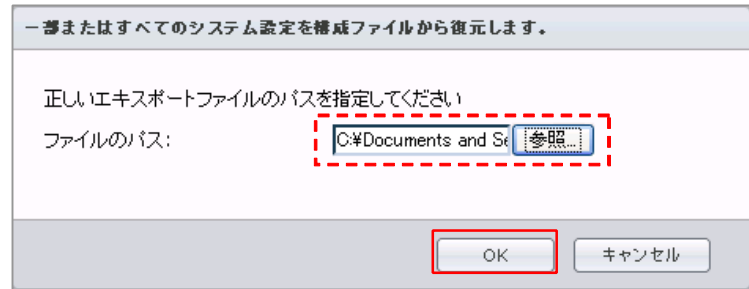 一部またはすべてのシステム設定を構成ファイルから復元します。
正しいエキスポートファイルのパスを指定してください
ファイルのパス:
C:¥Documents and Se
参照...
OK
キャンセル